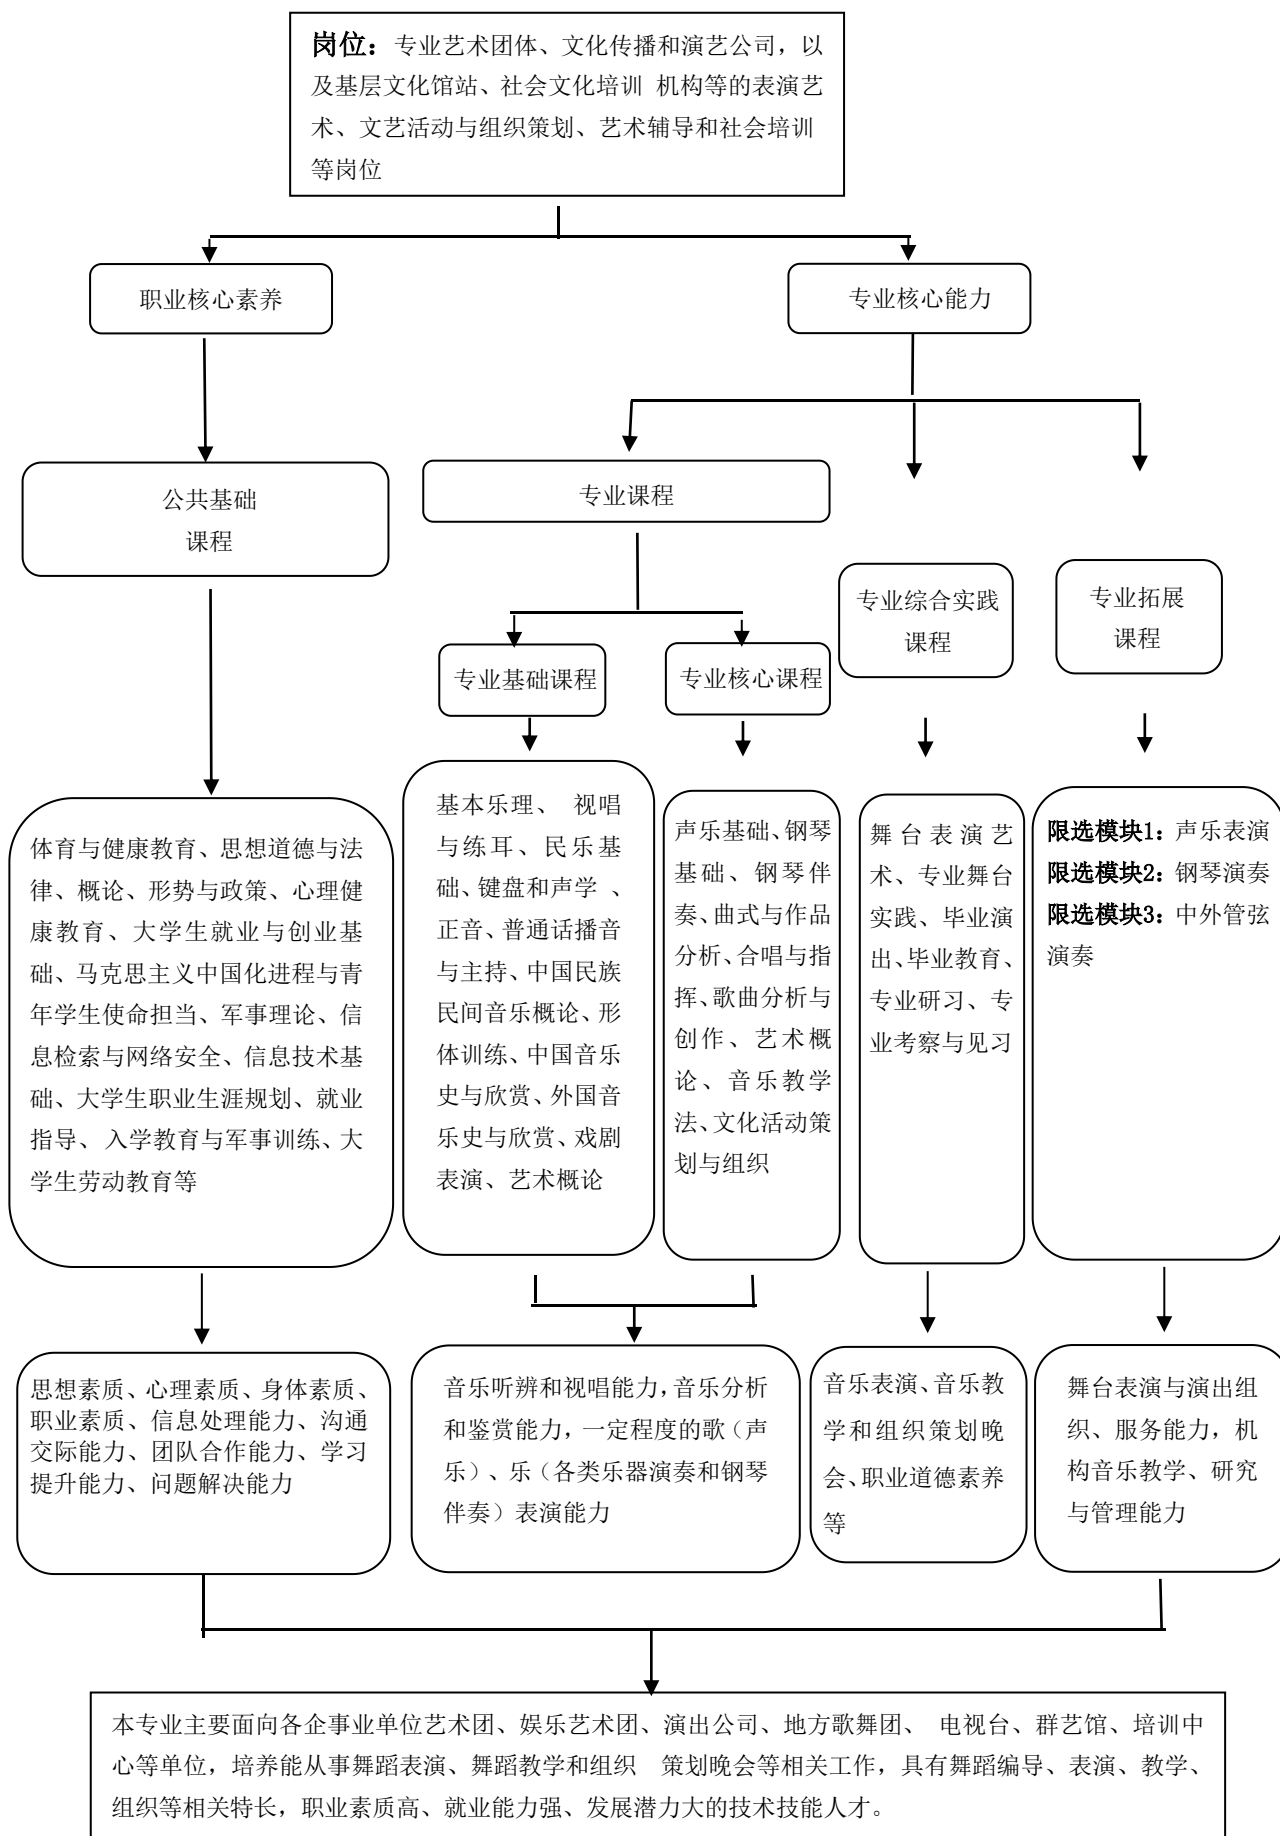 岗位：专业艺术团体、文化传播和演艺公司，以
及基层文化馆站、社会文化培训 机构等的表演艺
术、文艺活动与组织策划、艺术辅导和社会培训
等岗位
职业核心素养
专业核心能力
公共基础
课程
专业课程
专业综合实践
课程
专业拓展
课程
专业基础课程
专业核心课程
体育与健康教育、思想道德与法
律、概论、形势与政策、心理健
康教育、大学生就业与创业基
础、马克思主义中国化进程与青
年学生使命担当、军事理论、信
息检索与网络安全、信息技术基
础、大学生职业生涯规划、就业
指导、 入学教育与军事训练、大
学生劳动教育等
基本乐理、 视唱
与练耳、民乐基
础、键盘和声学 、
正音、普通话播音
与主持、中国民族
民间音乐概论、形
体训练、中国音乐
史与欣赏、外国音
乐史与欣赏、戏剧
表演、艺术概论
声乐基础、钢琴
基础、钢琴伴
奏、曲式与作品
分析、合唱与指
挥、歌曲分析与
创作、艺术概
论、音乐教学
法、文化活动策
划与组织
舞台表演艺
术、专业舞台
实践、毕业演
出、毕业教育、
专业研习、专
业考察与见习
限选模块1：声乐表演
限选模块2：钢琴演奏
限选模块3：中外管弦
演奏
思想素质、心理素质、身体素质、
职业素质、信息处理能力、沟通
交际能力、团队合作能力、学习
提升能力、问题解决能力
音乐听辨和视唱能力，音乐分析
和鉴赏能力，一定程度的歌（声
乐）、乐（各类乐器演奏和钢琴
伴奏）表演能力
音乐表演、音乐教
学和组织策划晚
会、职业道德素养
等
舞台表演与演出组
织、服务能力，机
构音乐教学、研究
与管理能力
本专业主要面向各企事业单位艺术团、娱乐艺术团、演出公司、地方歌舞团、 电视台、群艺馆、培训中
心等单位，培养能从事舞蹈表演、舞蹈教学和组织 策划晚会等相关工作，具有舞蹈编导、表演、教学、
组织等相关特长，职业素质高、就业能力强、发展潜力大的技术技能人才。